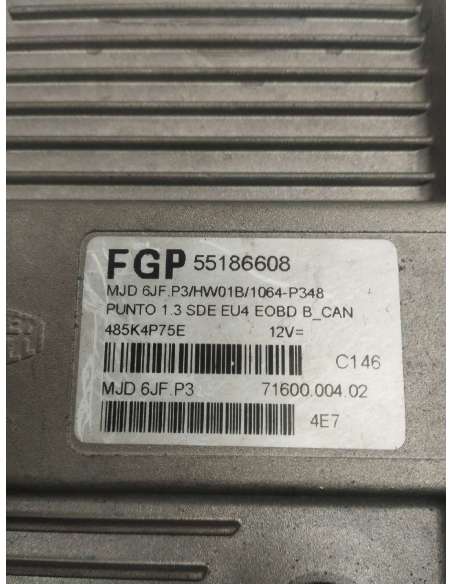 FGP 55186608
MJD 6JF.P3/HW01B/1064-P348
PUNTO 1.3 SDE EU4 EOBD B_CAN
485K4P75E 12V=
C146
MJD 6JF.P3 71600.004.02
4E7